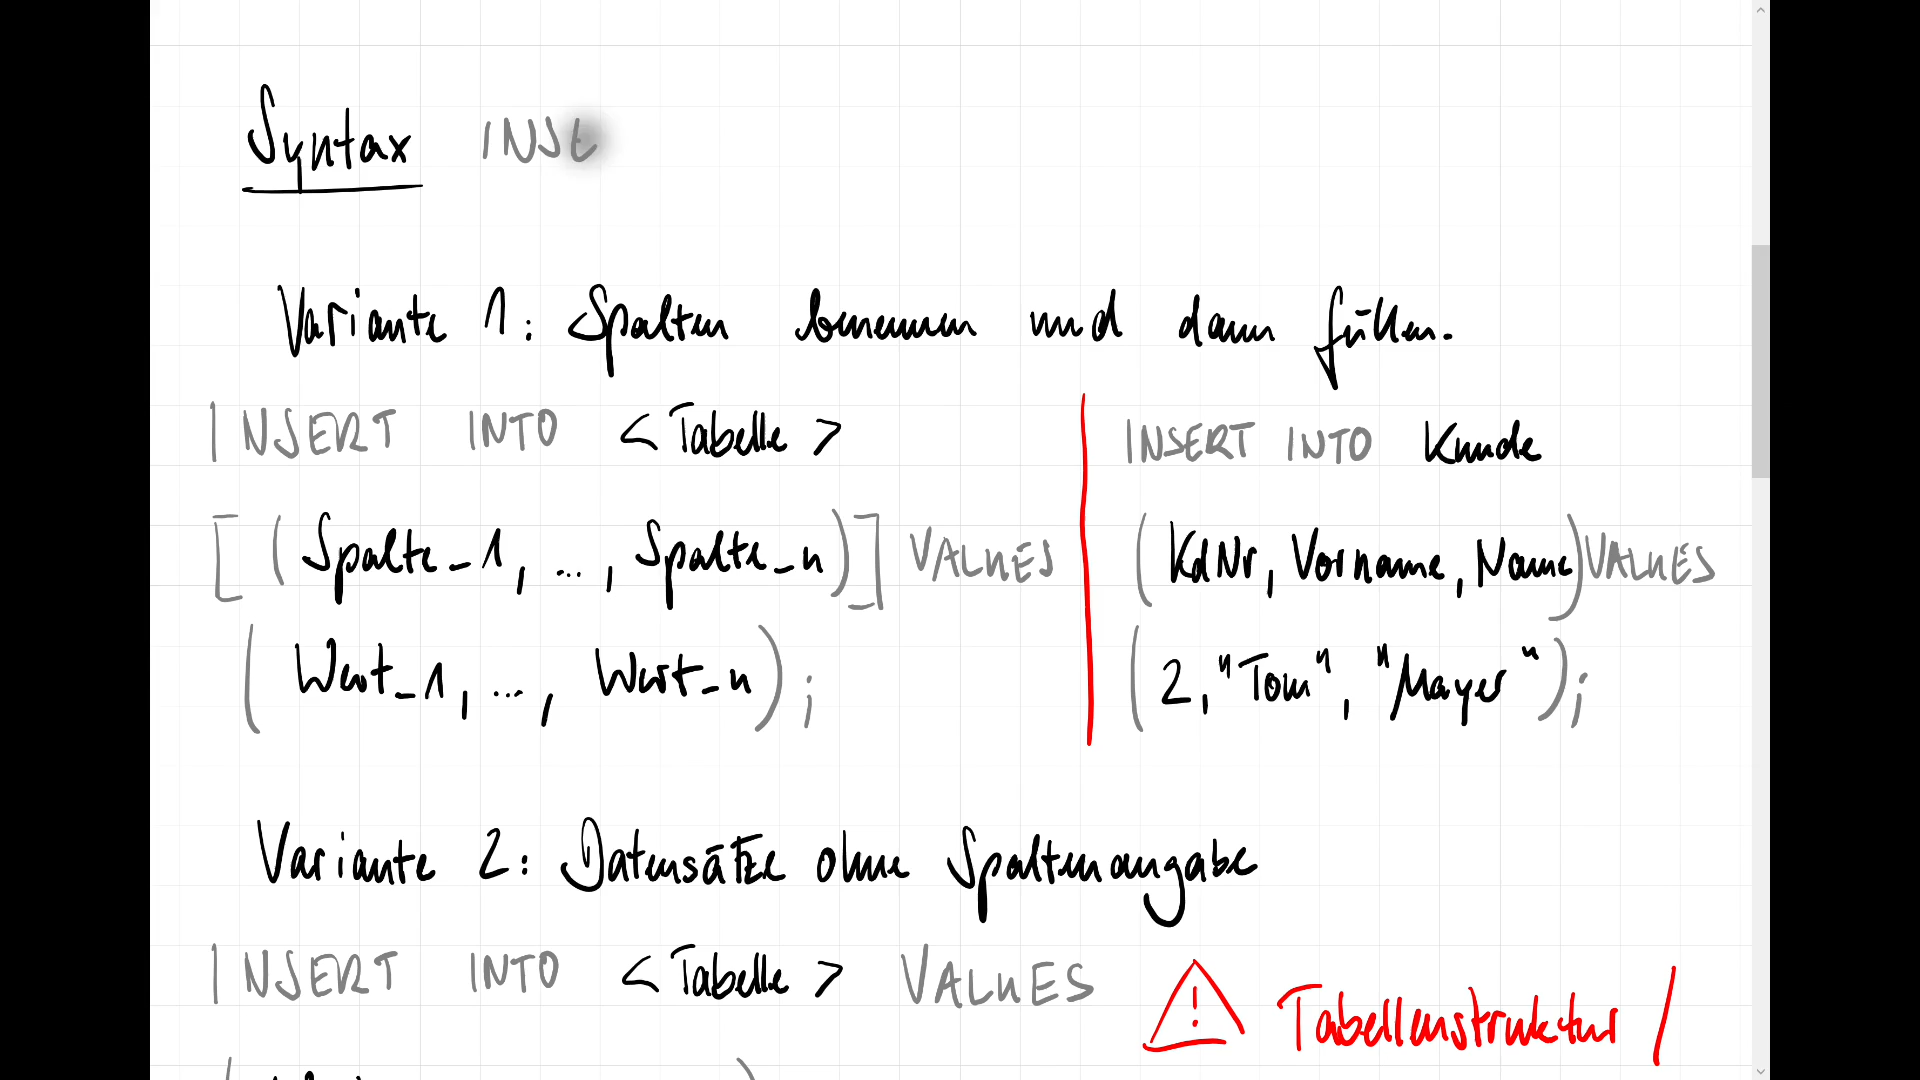 Syntax INSE
Variante 1: Spalten benennen und dann füllen.
INSERT INTO <Tabelle>
[(Spalte_1, ..., Spalte_n)] VALUES
(Wert_1, ..., Wert_n);
INSERT INTO Kunde
(KdNr, Vorname, Name) VALUES
(2, "Tom", "Mayer");
Variante 2: Datensätze ohne Spaltenangabe
INSERT INTO <Tabelle> VALUES
! Tabellenstruktur /